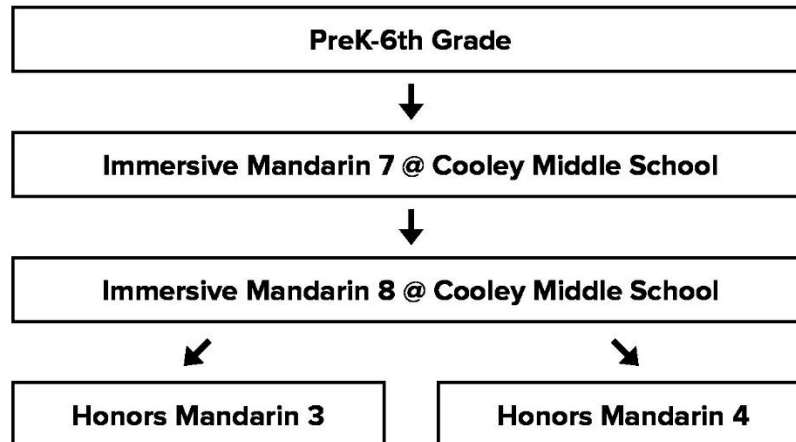 PreK-6th Grade
Immersive Mandarin 7 @ Cooley Middle School
Immersive Mandarin 8 @ Cooley Middle School
Honors Mandarin 3
Honors Mandarin 4